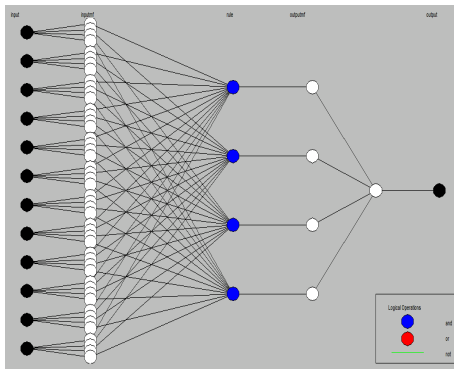 input
inputmf
rule
outputmf
output
Logical Operations
and
or
not